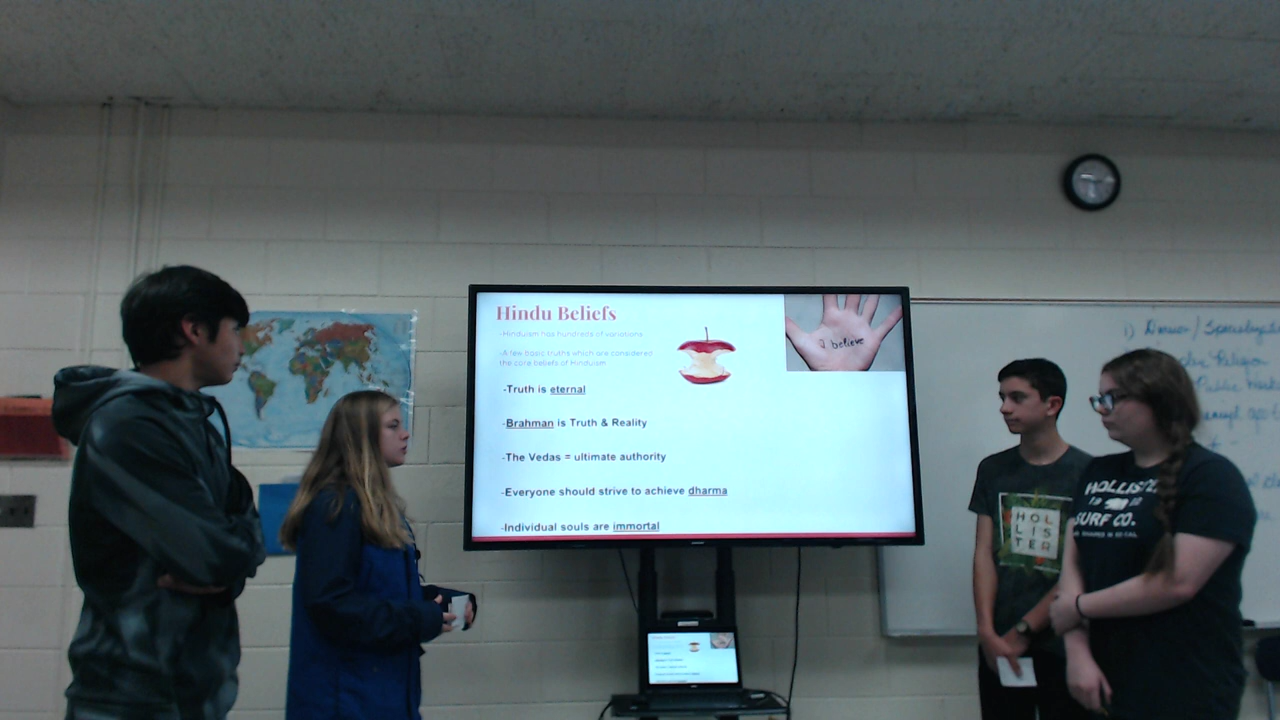 Hindu Beliefs
-Hinduism has hundreds of variations
-A few basic truths which are considered
the core beliefs of Hinduism
-Truth is eternal
-Brahman is Truth & Reality
-The Vedas = ultimate authority
-Everyone should strive to achieve dharma
-Individual souls are immortal
I believe
HOL
LIS
TER
HOLLISTER
SURF CO.